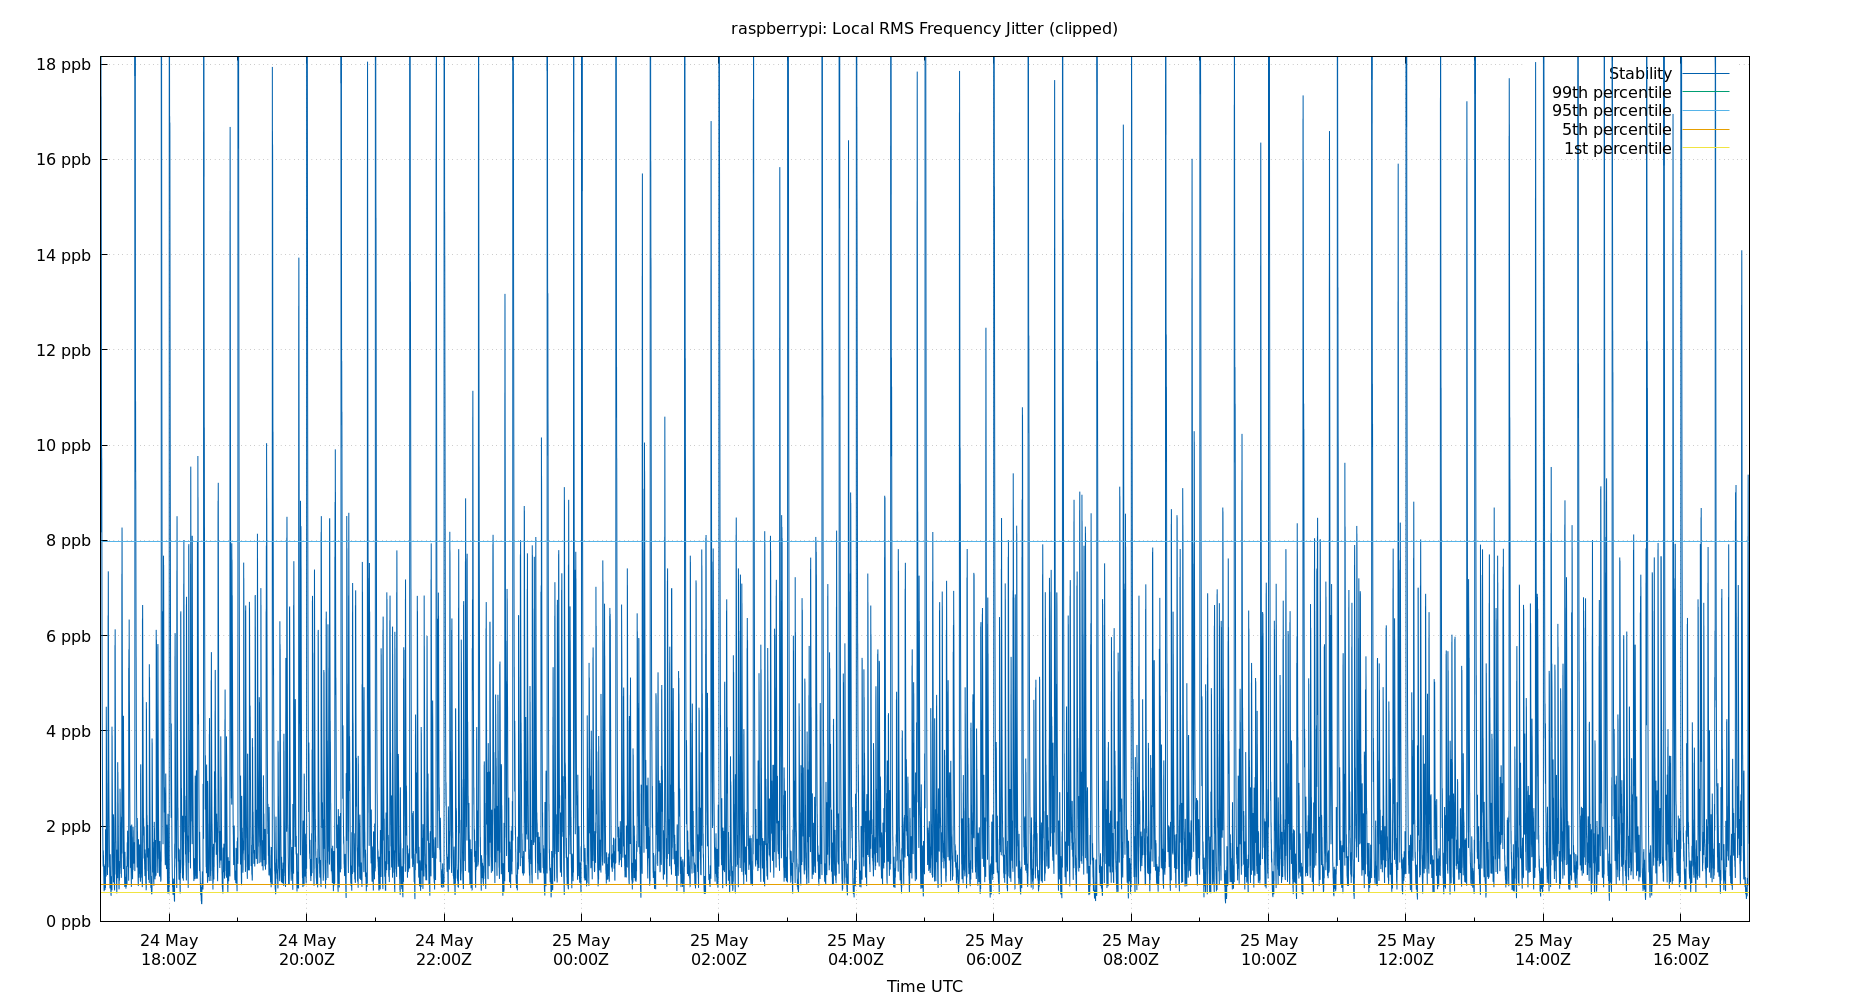 raspberrypi: Local RMS Frequency Jitter (clipped)
18 ppb
16 ppb
14 ppb
12 ppb
10 ppb
8 ppb
6 ppb
4 ppb
2 ppb
0 ppb
Stability
99th percentile
95th percentile
5th percentile
1st percentile
24 May 24 May 24 May 25 May 25 May 25 May 25 May 25 May 25 May 25 May 25 May 25 May
18:00Z 20:00Z 22:00Z 00:00Z 02:00Z 04:00Z 06:00Z 08:00Z 10:00Z 12:00Z 14:00Z 16:00Z
Time UTC